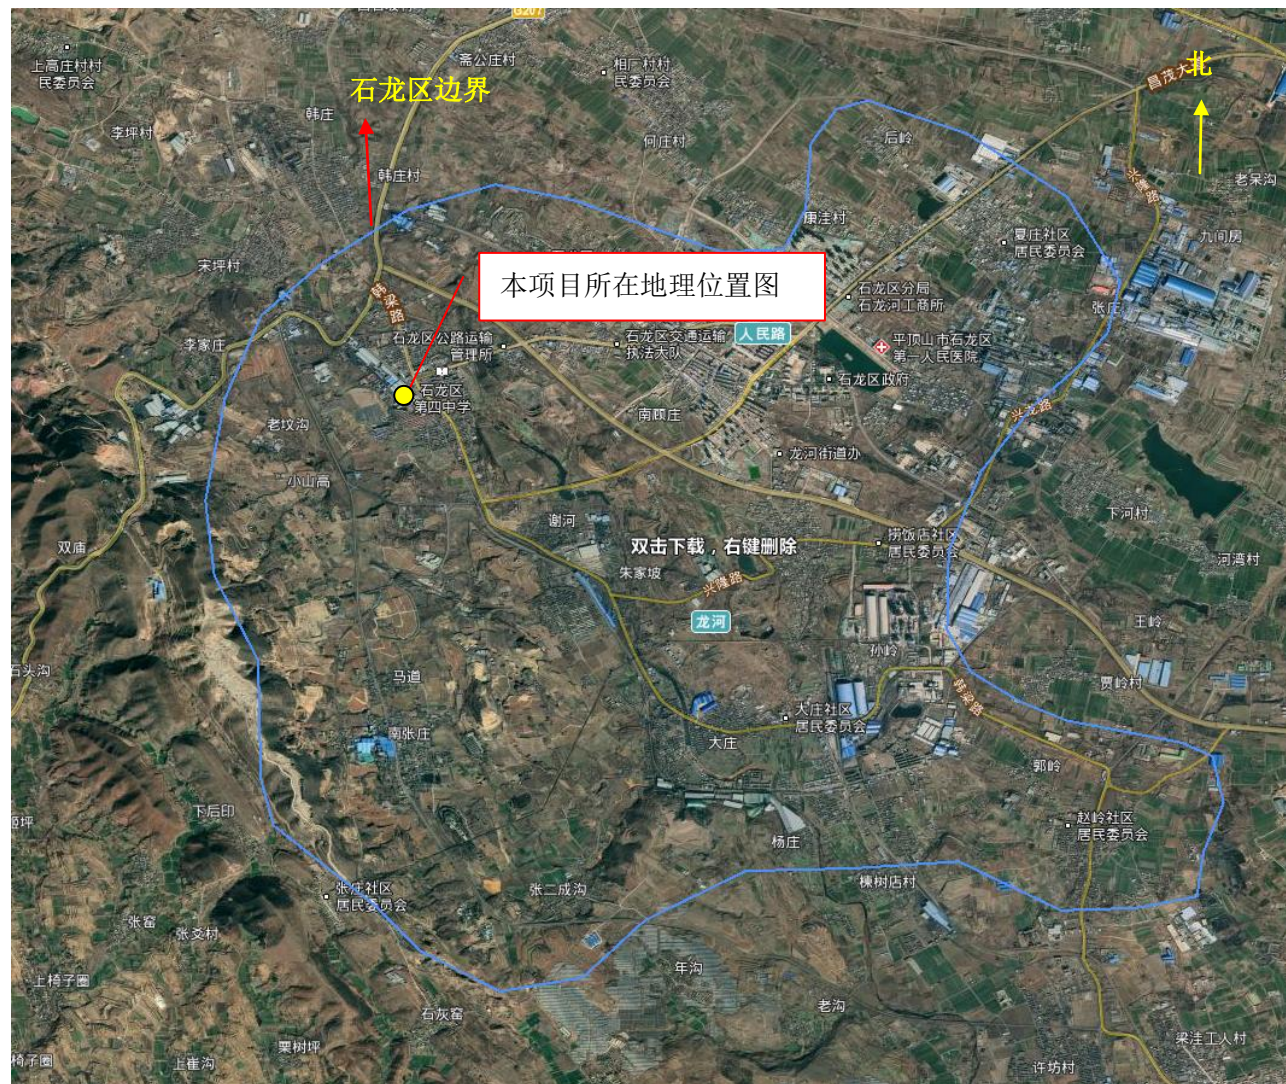 G207
斋公庄村
上高庄村村
民委员会
相厂村村
民委员会
北
昌茂大
石龙区边界
韩庄
李坪村
何庄村
后岭
韩庄村
兴康路
老呆沟
康洼村
夏庄社区
居民委员会
九间房
宋坪村
本项目所在地理位置图
韩梁路
石龙区分局
石龙河工商所
张庄
李家庄
石龙区公路运输
管理所
石龙区交通运输
执法大队
人民路
平顶山市石龙区
第一人民医院
石龙区政府
石龙区
第四中学
南顾庄
兴龙路
老坟沟
龙河街道办
小山高
谢河
下河村
双庙
双击下载，右键删除
捞饭店社区
居民委员会
河湾村
朱家坡
兴隆路
龙河
王岭
石头沟
孙岭
马道
贾岭村
韩梁路
大庄社区
居民委员会
南张庄
大庄
郭岭
下后印
赵岭社区
居民委员会
杨庄
张庄社区
居民委员会
张二成沟
楝树店村
张窑
张爻村
年沟
上椅子圈
石灰窑
老沟
栗树坪
梁洼工人村
椅子圈
上崔沟
许坊村